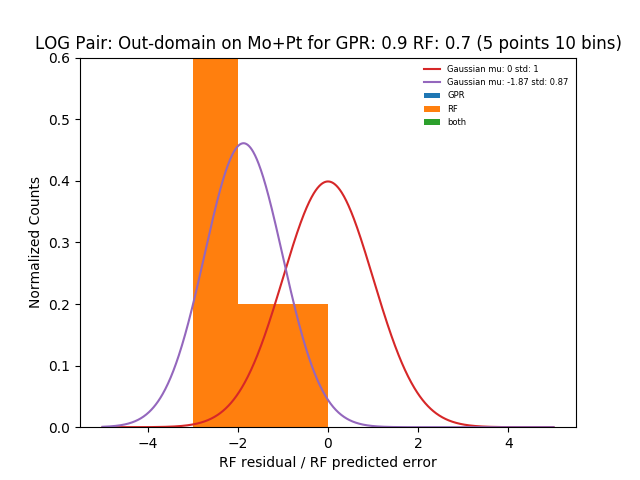 LOG Pair: Out-domain on Mo+Pt for GPR: 0.9 RF: 0.7 (5 points 10 bins)
Gaussian mu: 0 std: 1
Gaussian mu: -1.87 std: 0.87
GPR
RF
both
Normalized Counts
0.6
0.5
0.4
0.3
0.2
0.1
0.0
−4 −2 0 2 4
RF residual / RF predicted error